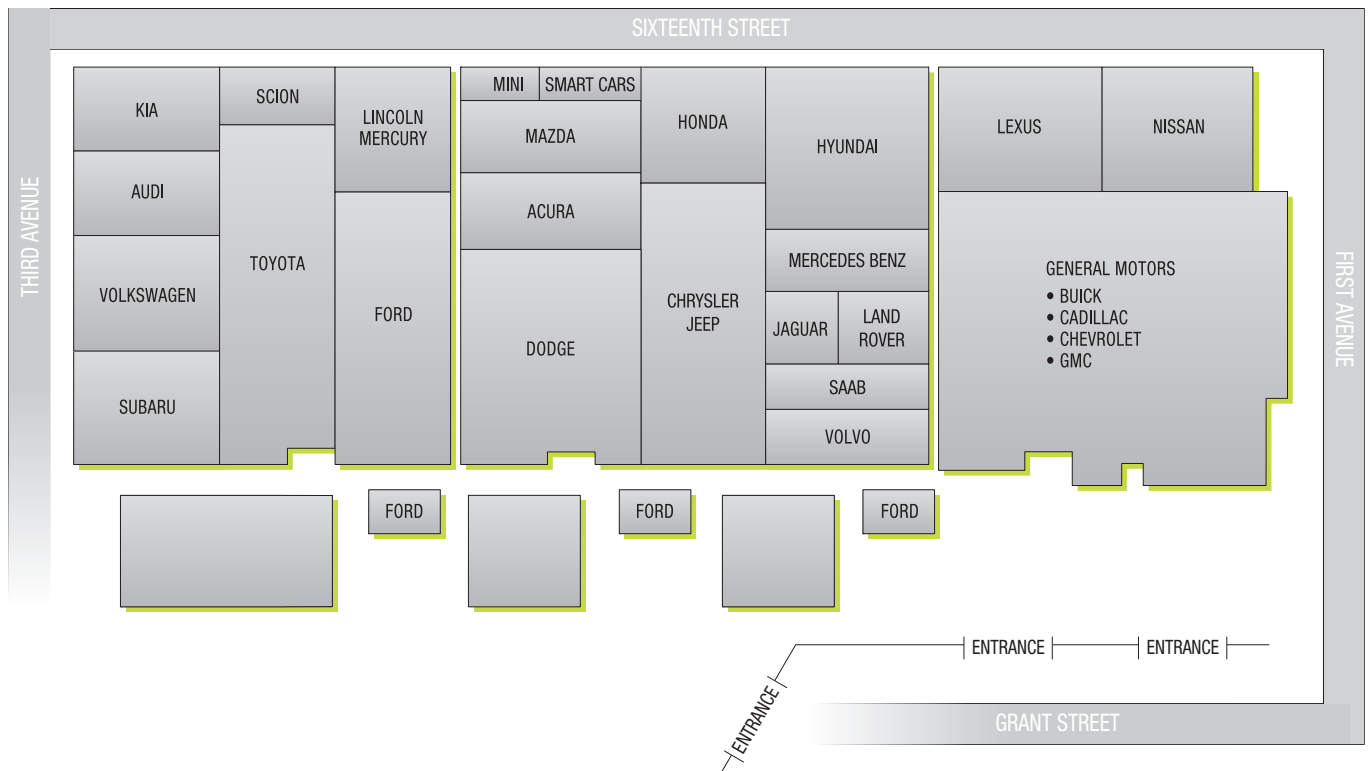 SIXTEENTH STREET
THIRD AVENUE
FIRST AVENUE
KIA
AUDI
VOLKSWAGEN
SUBARU
SCION
TOYOTA
LINCOLN
MERCURY
FORD
MINI
SMART CARS
MAZDA
ACURA
DODGE
HONDA
CHRYSLER
JEEP
HYUNDAI
MERCEDES BENZ
JAGUAR
LAND
ROVER
SAAB
VOLVO
LEXUS
NISSAN
GENERAL MOTORS
• BUICK
• CADILLAC
• CHEVROLET
• GMC
FORD
FORD
FORD
ENTRANCE
ENTRANCE
ENTRANCE
GRANT STREET